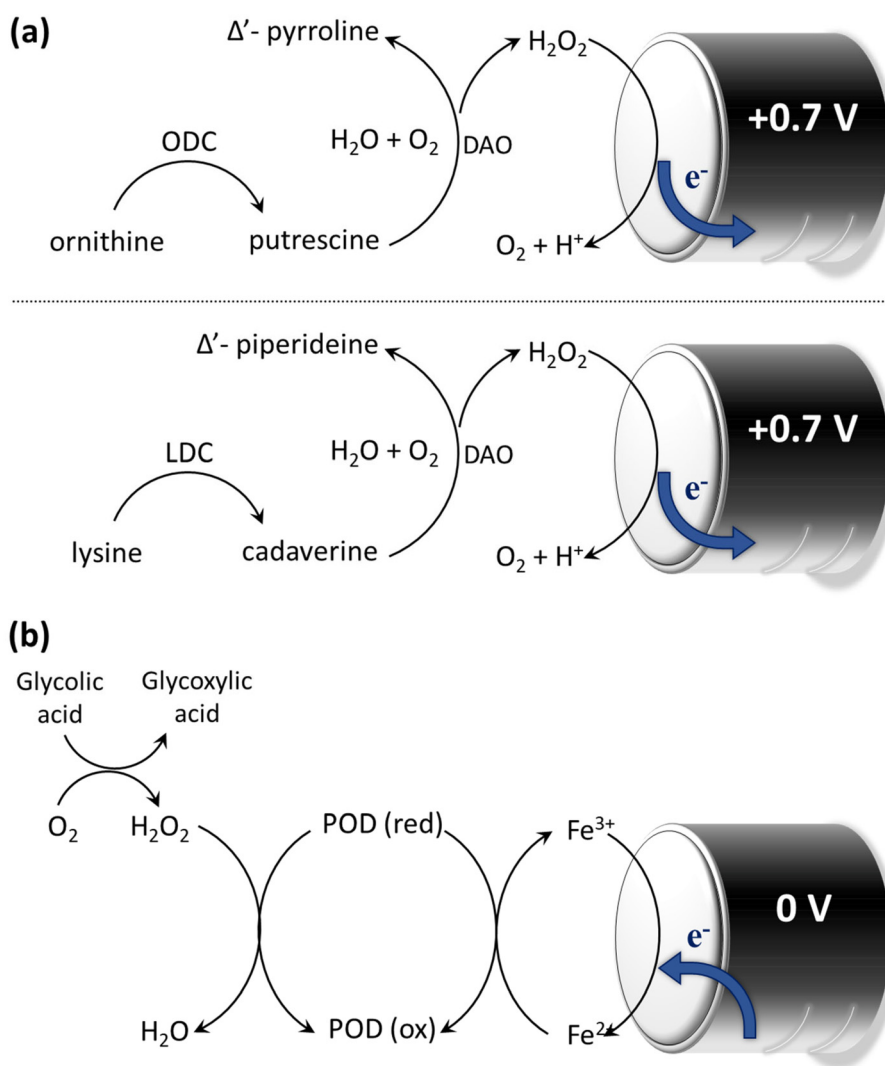 (a)
Δ’- pyrroline
H₂O₂
+0.7 V
ODC
H₂O + O₂
DAO
e⁻
ornithine
putrescine
O₂ + H⁺
Δ’- piperideine
H₂O₂
+0.7 V
LDC
H₂O + O₂
DAO
e⁻
lysine
cadaverine
O₂ + H⁺
(b)
Glycolic
acid
Glycoxylic
acid
O₂
H₂O₂
POD (red)
Fe³⁺
0 V
e⁻
H₂O
POD (ox)
Fe²⁺